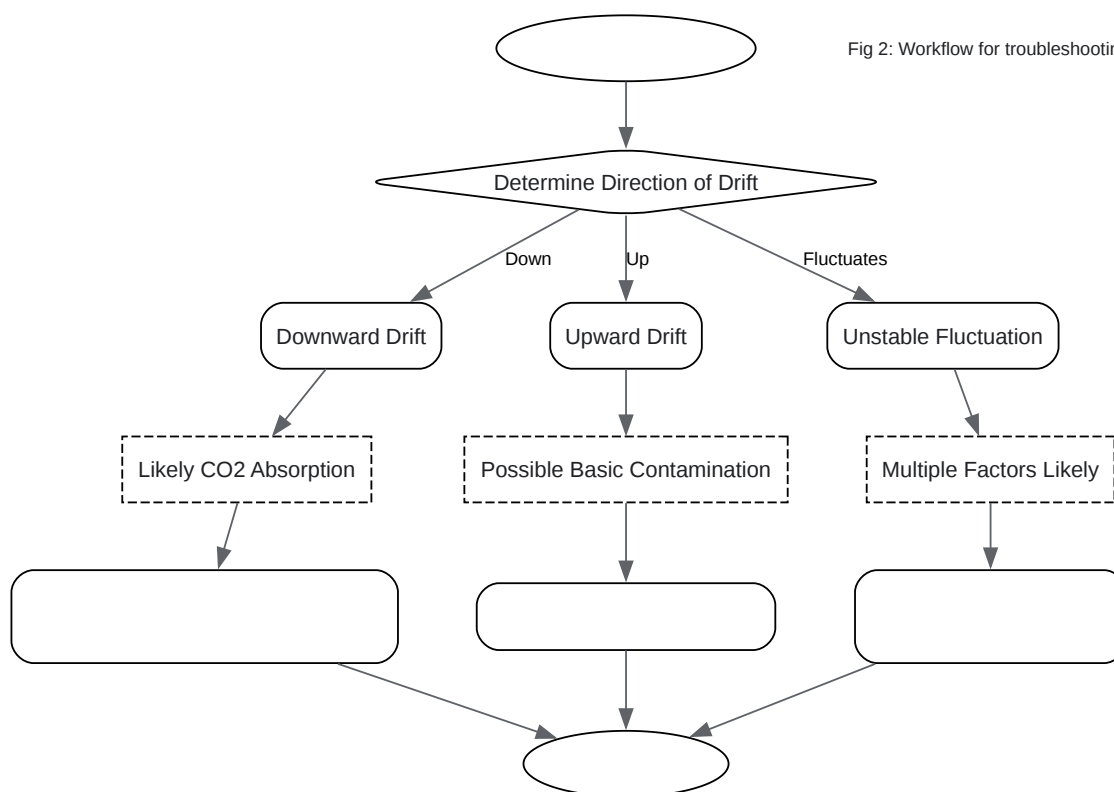 Fig 2: Workflow for
Determine Direction of Drift
Down
Up
Fluctuates
Downward Drift
Upward Drift
Unstable Fluctuation
Likely CO2 Absorption
Possible Basic Contamination
Multiple Factors Likely